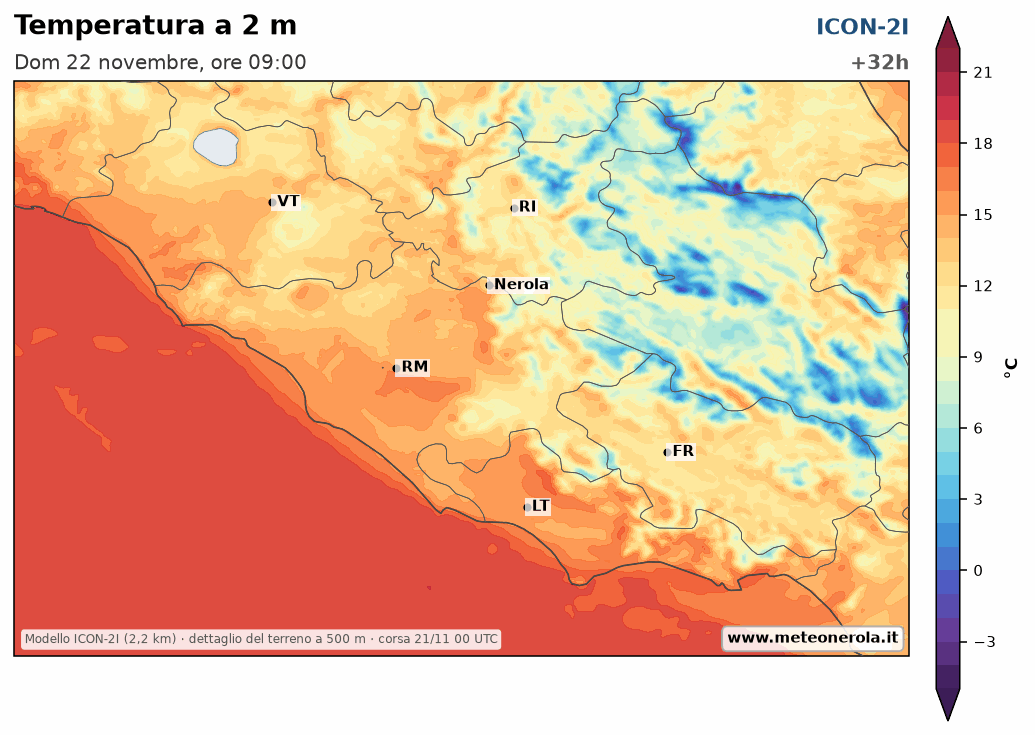 Temperatura a 2 m
ICON-2I
Dom 22 novembre, ore 09:00
+32h
21
18
15
12
9
6
3
0
−3
°C
VT
RI
Nerola
RM
FR
LT
Modello ICON-2I (2,2 km) · dettaglio del terreno a 500 m · corsa 21/11 00 UTC
www.meteonerola.it